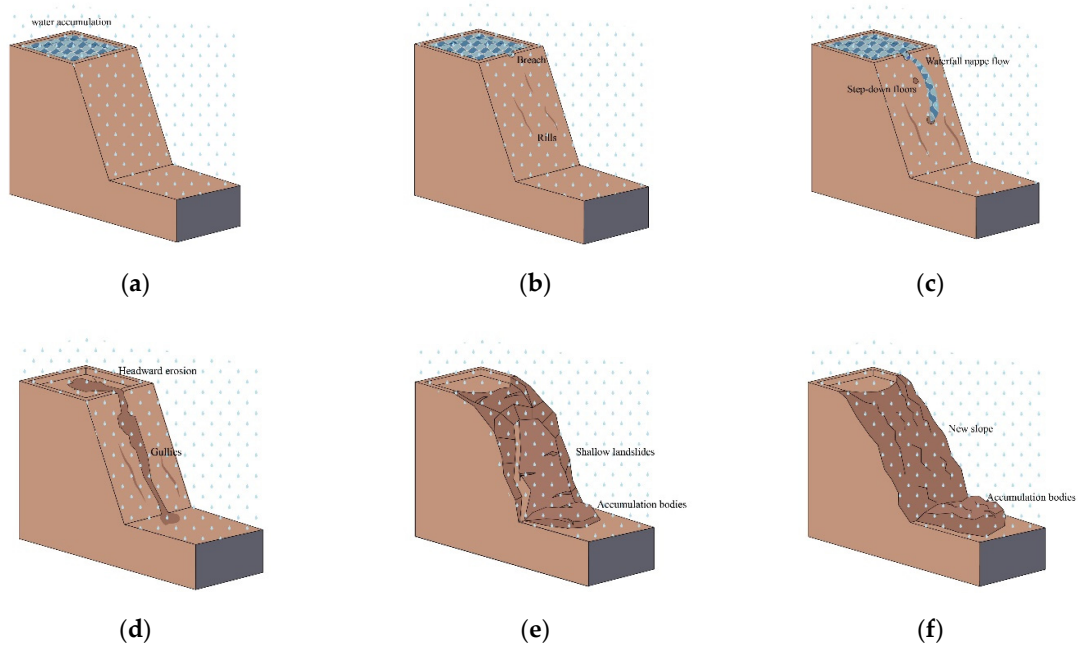 water accumulation
Breach
Rills
Waterfall nappe flow
Step-down floors
(a)
(b)
(c)
Headward erosion
Gullies
Shallow landslides
Accumulation bodies
New slope
Accumulation bodies
(d)
(e)
(f)